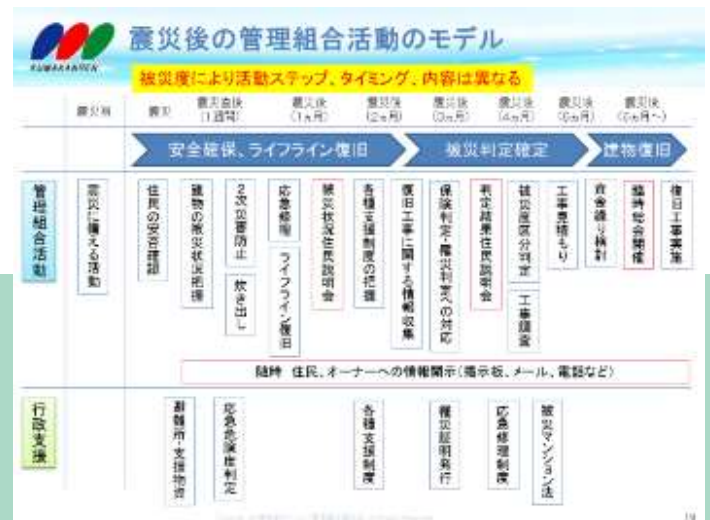 KUMAKANREN
震災後の管理組合活動のモデル
被災度により活動ステップ、タイミング、内容は異なる
震災前
震災
震災直後
(1週間)
震災後
(1ヵ月)
震災後
(2ヵ月)
震災後
(3ヵ月)
震災後
(4ヵ月)
震災後
(6ヵ月)
震災後
(6ヵ月~)
安全確保、ライフライン復旧
被災判定確定
建物復旧
管理組合活動
震災に備える活動
住民の安否確認
建物の被災状況把握
2次災害防止
炊き出し
応急修理
ライフライン復旧
被災状況住民説明会
各種支援制度の把握
復旧工事に関する情報収集
保険判定・罹災判定への対応
判定結果住民説明会
被災度区分判定
工事調査
工事見積もり
資金繰り検討
臨時総会開催
復旧工事実施
随時 住民、オーナーへの情報開示(掲示板、メール、電話など)
行政支援
避難所・支援物資
応急危険度判定
各種支援制度
罹災証明発行
応急修理制度
被災マンション法
19